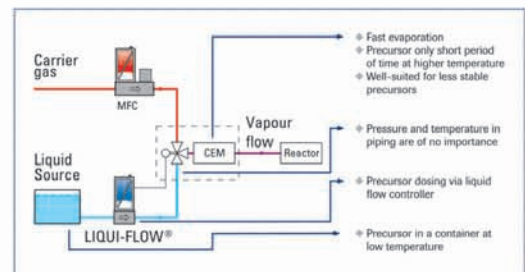 Carrier
gas
MFC
Liquid
Source
LIQUI-FLOW®
Vapour
flow
CEM
Reactor
Fast evaporation
Precursor only short period
of time at higher temperature
Well-suited for less stable
precursors
Pressure and temperature in
piping are of no importance
Precursor dosing via liquid
flow controller
Precursor in a container at
low temperature